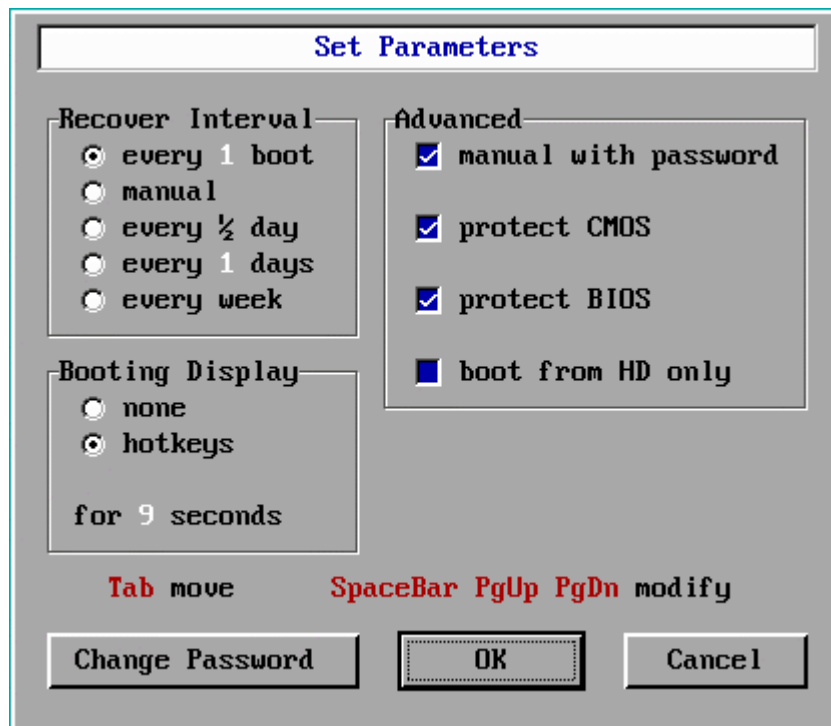 Set Parameters
Recover Interval
every 1 boot
manual
every ½ day
every 1 days
every week
Advanced
manual with password
protect CMOS
protect BIOS
boot from HD only
Booting Display
none
hotkeys
for 9 seconds
Tab move SpaceBar PgUp PgDn modify
Change Password OK Cancel